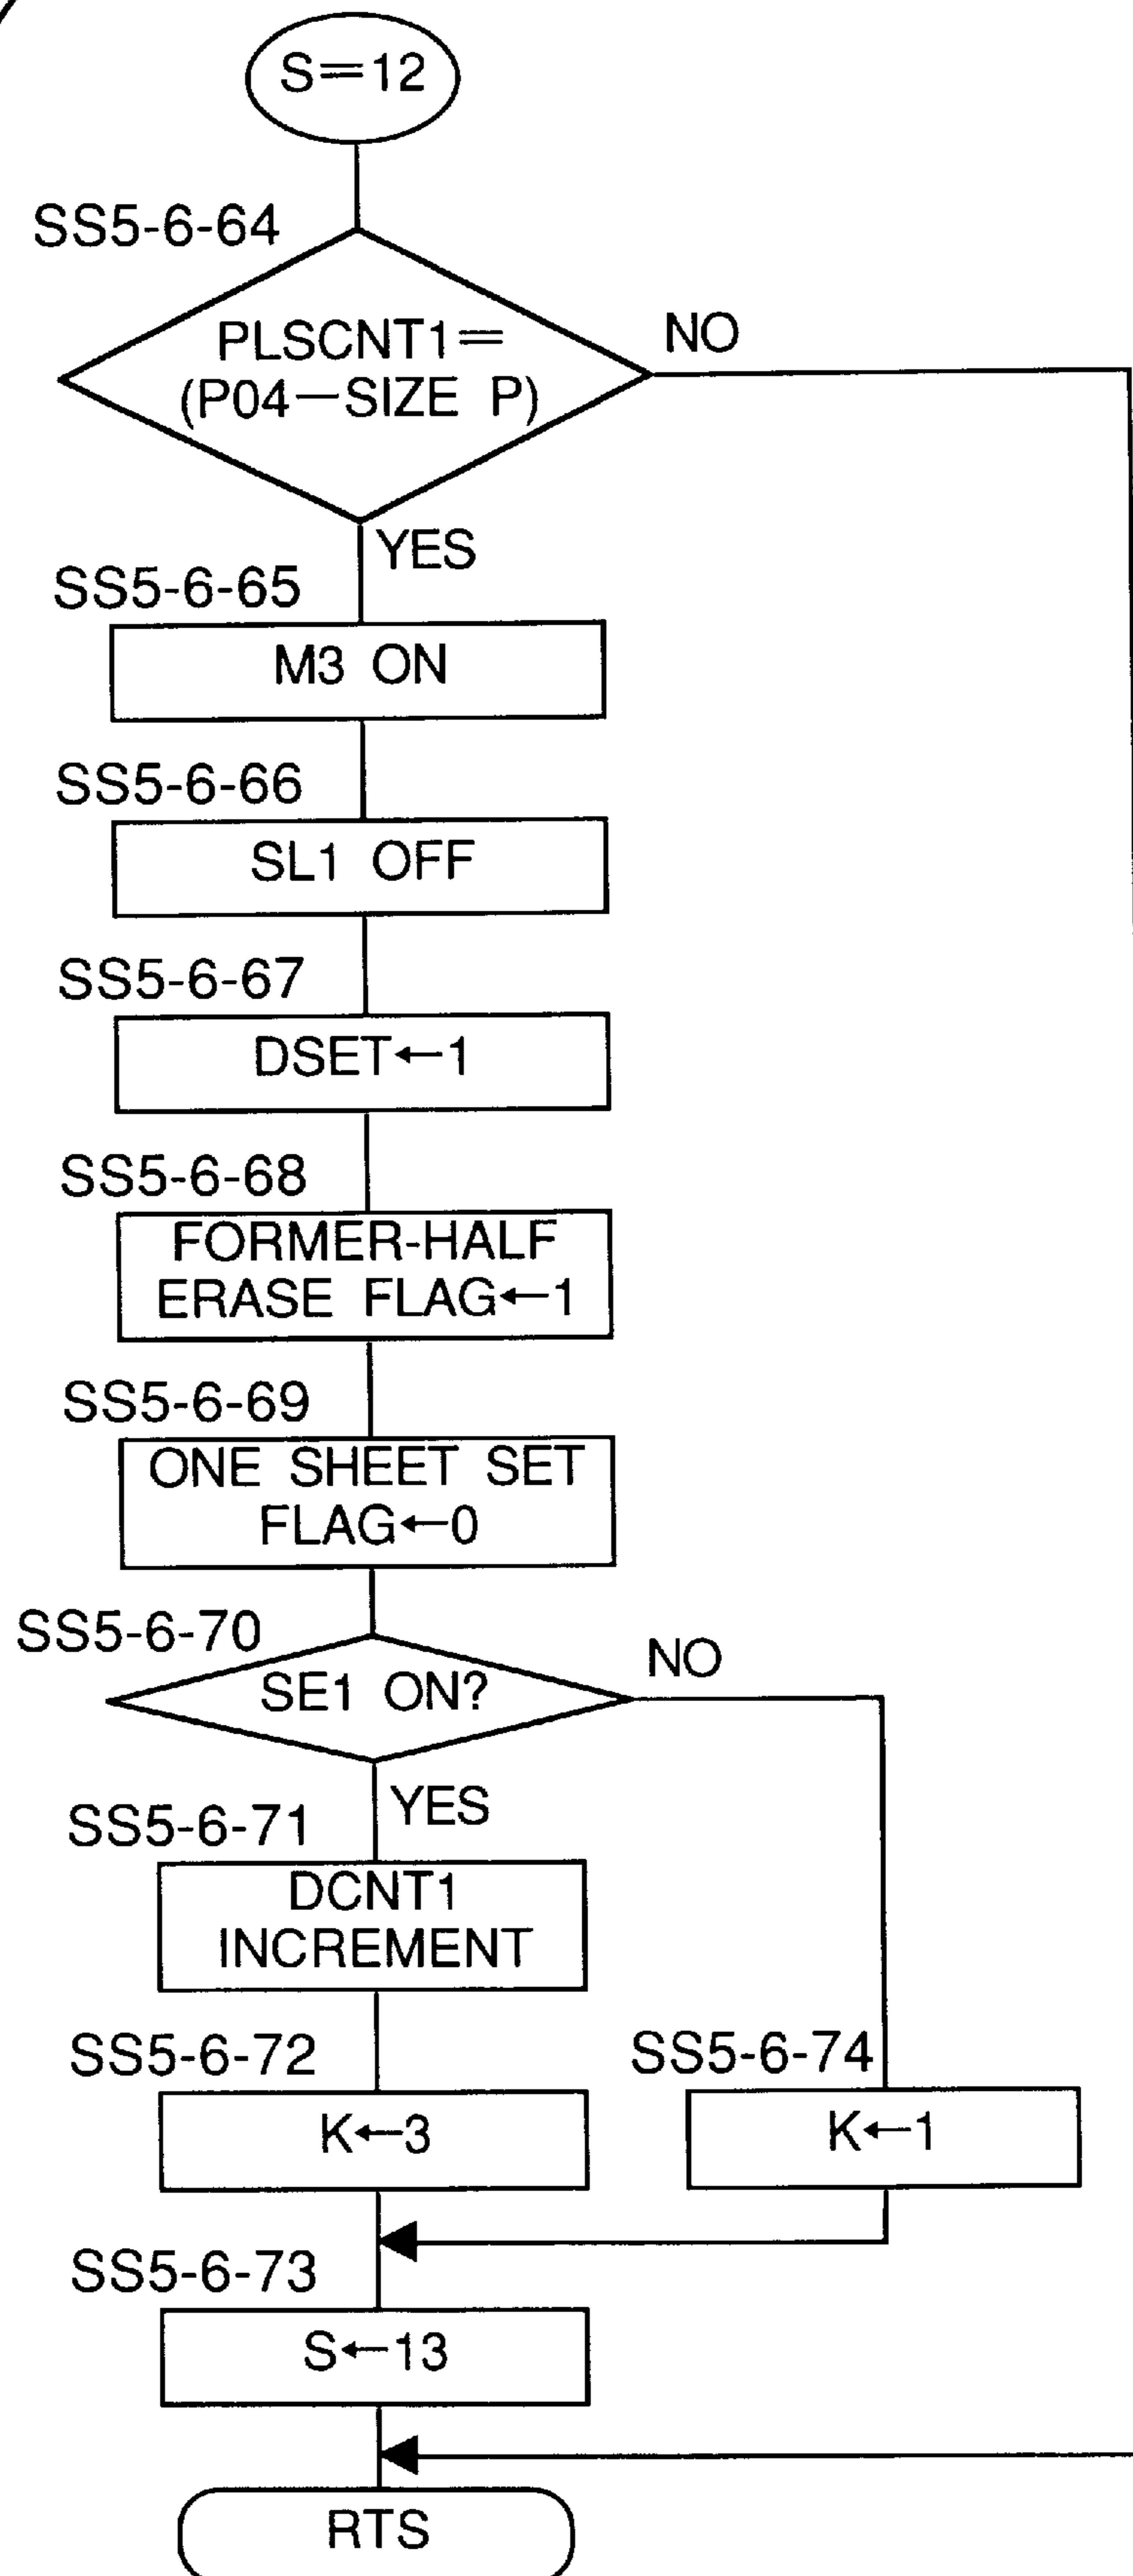 S=12
SS5-6-64
PLSCNT1=
(P04—SIZE P)
NO
YES
SS5-6-65
M3 ON
SS5-6-66
SL1 OFF
SS5-6-67
DSET←1
SS5-6-68
FORMER-HALF
ERASE FLAG←1
SS5-6-69
ONE SHEET SET
FLAG←0
SS5-6-70
SE1 ON?
NO
YES
SS5-6-71
DCNT1
INCREMENT
SS5-6-72
K←3
SS5-6-74
K←1
SS5-6-73
S←13
RTS